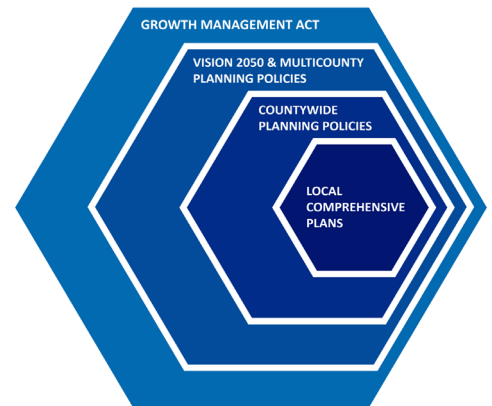 GROWTH MANAGEMENT ACT
VISION 2050 & MULTICOUNTY
PLANNING POLICIES
COUNTYWIDE
PLANNING POLICIES
LOCAL
COMPREHENSIVE
PLANS